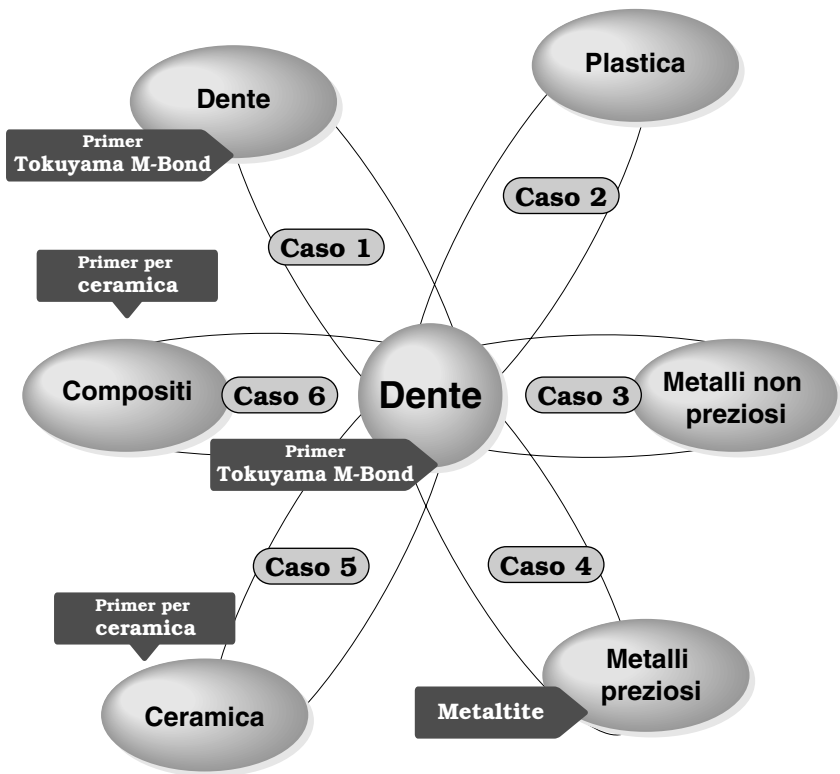 Plastica
Dente
Primer
Tokuyama M-Bond
Caso 2
Caso 1
Primer per
ceramica
Compositi
Caso 6
Dente
Caso 3
Metalli non
preziosi
Primer
Tokuyama M-Bond
Caso 5
Caso 4
Primer per
ceramica
Ceramica
Metalli
preziosi
Metaltite